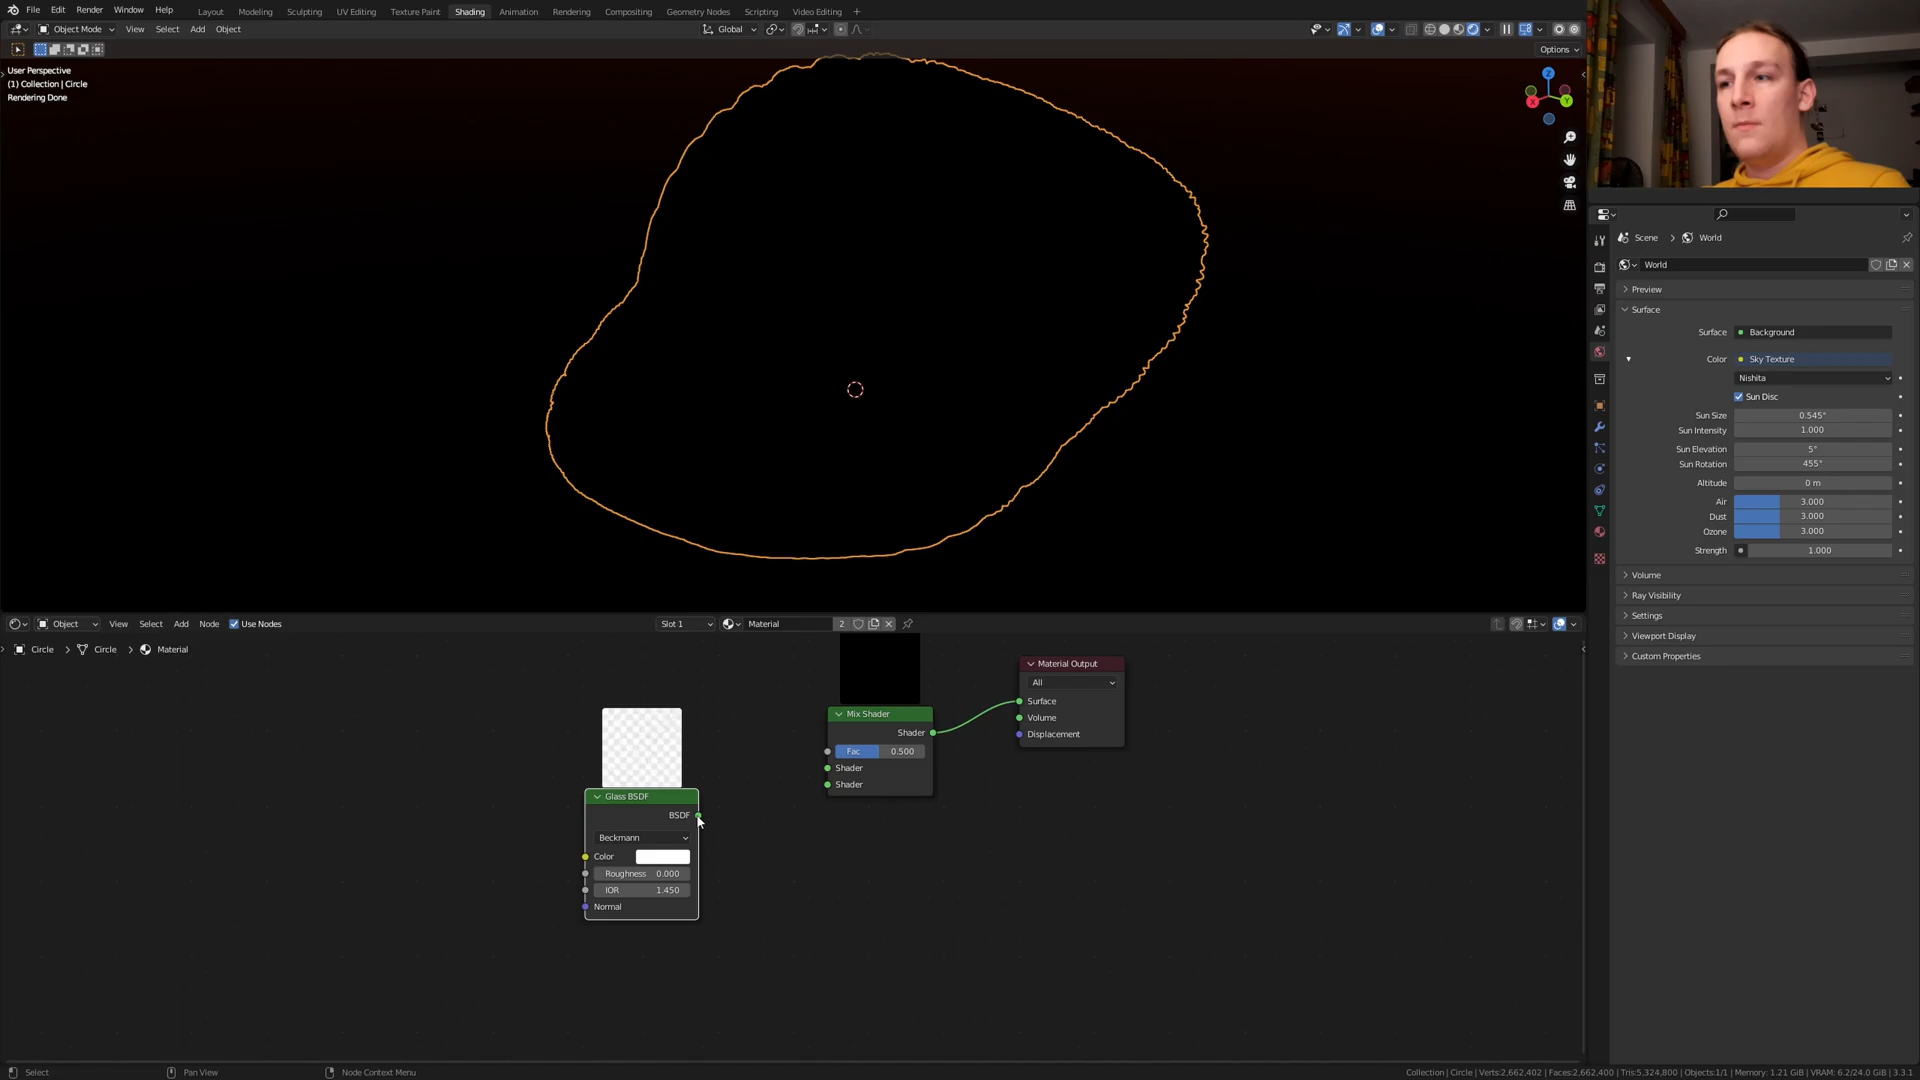 File Edit Render Window Help Layout Modeling Sculpting UV Editing Texture Paint Shading Animation Rendering Compositing Geometry Nodes Scripting Video Editing +
Object Mode View Select Add Object Global
Options
User Perspective
(1) Collection | Circle
Rendering Done
Z
X
Y
Scene > World
World
Preview
Surface
Surface Background
Color Sky Texture
Nishita
Sun Disc
Sun Size 0.545°
Sun Intensity 1.000
Sun Elevation 5°
Sun Rotation 455°
Altitude 0 m
Air 3.000
Dust 3.000
Ozone 3.000
Strength 1.000
Volume
Ray Visibility
Settings
Viewport Display
Custom Properties
Object View Select Add Node Use Nodes Slot 1 Material 2
Circle > Circle > Material
Material Output
All
Surface
Volume
Displacement
Mix Shader
Shader
Fac 0.500
Shader
Shader
Glass BSDF
BSDF
Beckmann
Color
Roughness 0.000
IOR 1.450
Normal
Select Pan View Node Context Menu
Collection | Circle | Verts:2,662,402 | Faces:2,662,400 | Tris:5,324,800 | Objects:1/1 | Memory: 1.21 GiB | VRAM: 6.2/24.0 GiB | 3.3.1